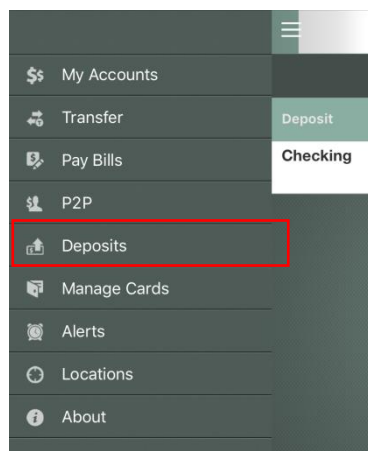 My Accounts
Transfer
Pay Bills
P2P
Deposits
Manage Cards
Alerts
Locations
About
Deposit
Checking